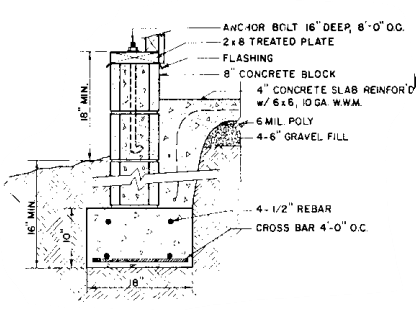 ANCHOR BOLT 16" DEEP, 8'-0" O.C.
2 x 8 TREATED PLATE
FLASHING
8" CONCRETE BLOCK
4" CONCRETE SLAB REINFOR'D
w/ 6 x 6, 10 GA. W.W.M.
6 MIL. POLY
4-6" GRAVEL FILL
18" MIN.
16" MIN.
10"
4-1/2" REBAR
CROSS BAR 4'-0" O.C.
18"